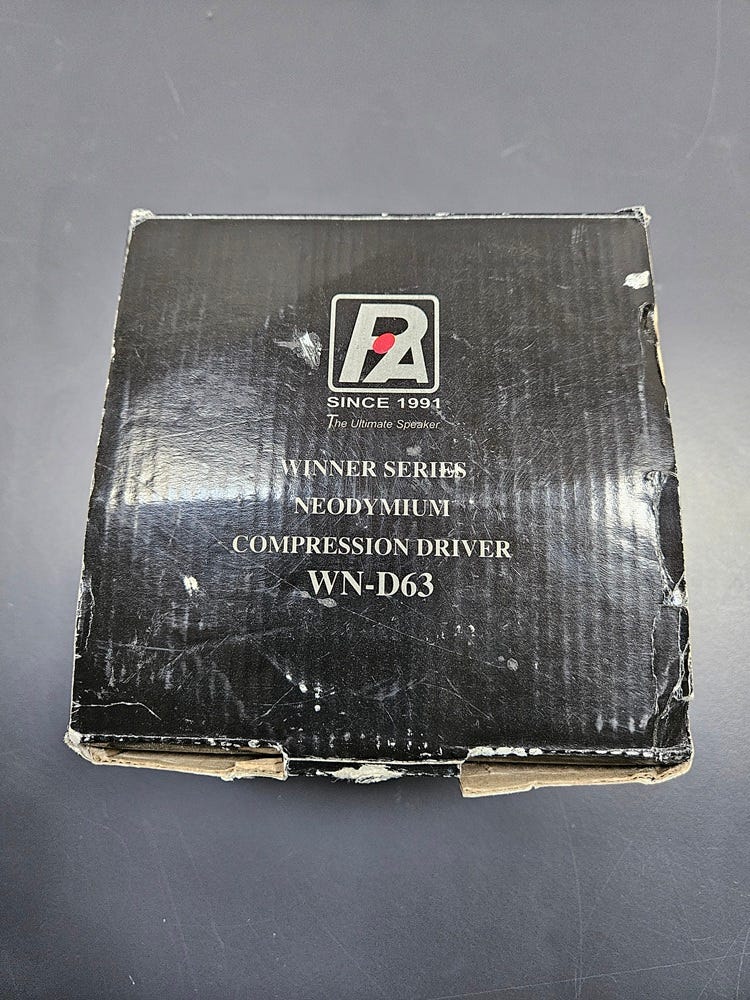 PA
SINCE 1991
The Ultimate Speaker
WINNER SERIES
NEODYMIUM
COMPRESSION DRIVER
WN-D63